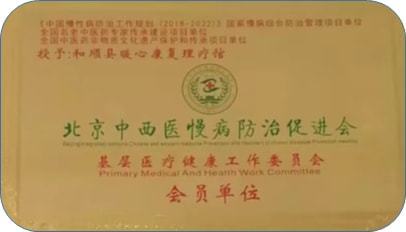 《中国慢性病防治工作规划(2018-2022)》国家慢病综合防治管理项目单位
全国名老中医药专家传承建设项目单位
全国中医药非物质文化遗产保护和传承项目单位
授予:和顺县暖心康复理疗馆
北京中西医慢病防治促进会
Beijing integrated traditional Chinese and western medicine Prevention and treatment of chronic diseases Promotion meeting
基层医疗健康工作委员会
Primary Medical And Health Work Committee
会员单位